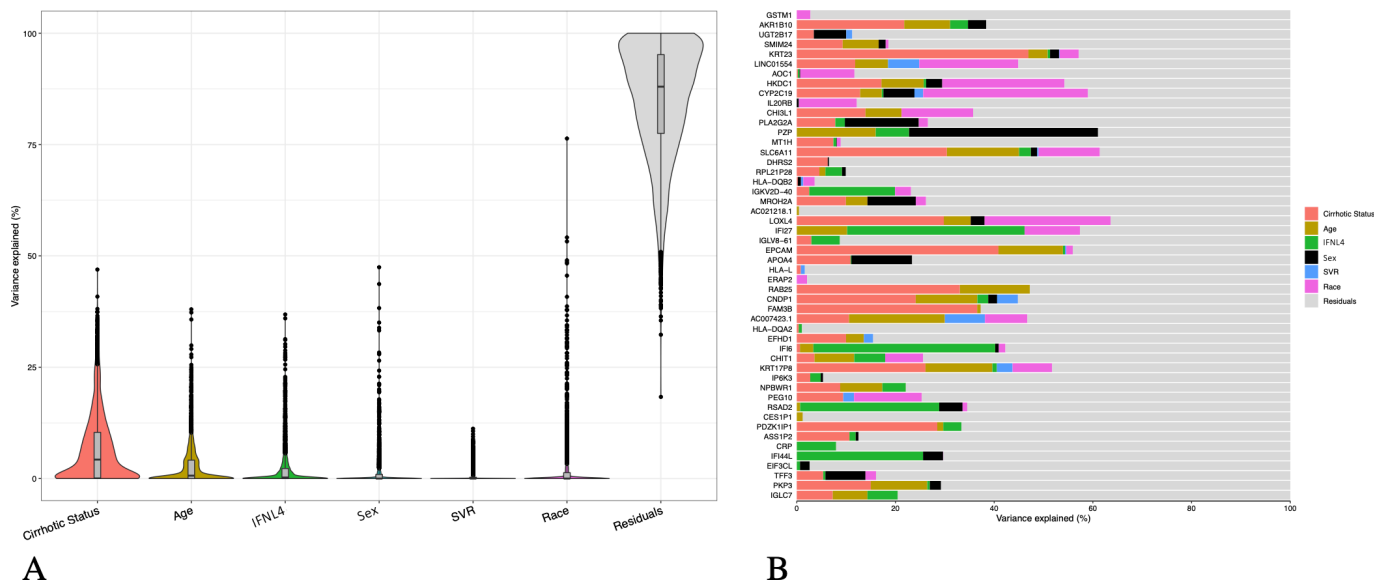 100
75
50
25
0
Variance explained (%)
Cirrhotic Status
Age
IFNL4
Sex
SVR
Race
Residuals
A
GSTM1
AKR1B10
UGT2B17
SMIM24
KRT23
LINC01554
AOC1
HKDC1
CYP2C19
IL20RB
CHI3L1
PLA2G2A
PZP
MT1H
SLC6A11
DHRS2
RPL21P28
HLA-DQB2
IGKV2D-40
MROH2A
AC021218.1
LOXL4
IFI27
IGLV8-61
EPCAM
APOA4
HLA-L
ERAP2
RAB25
CNDP1
FAM3B
AC007423.1
HLA-DQA2
EFHD1
IFI6
CHIT1
KRT17P8
IP6K3
NPBWR1
PEG10
RSAD2
CES1P1
PDZK1IP1
ASS1P2
CRP
IFI44L
EIF3CL
TFF3
PKP3
IGLC7
0
20
40
60
80
100
Variance explained (%)
Cirrhotic Status
Age
IFNL4
Sex
SVR
Race
Residuals
B